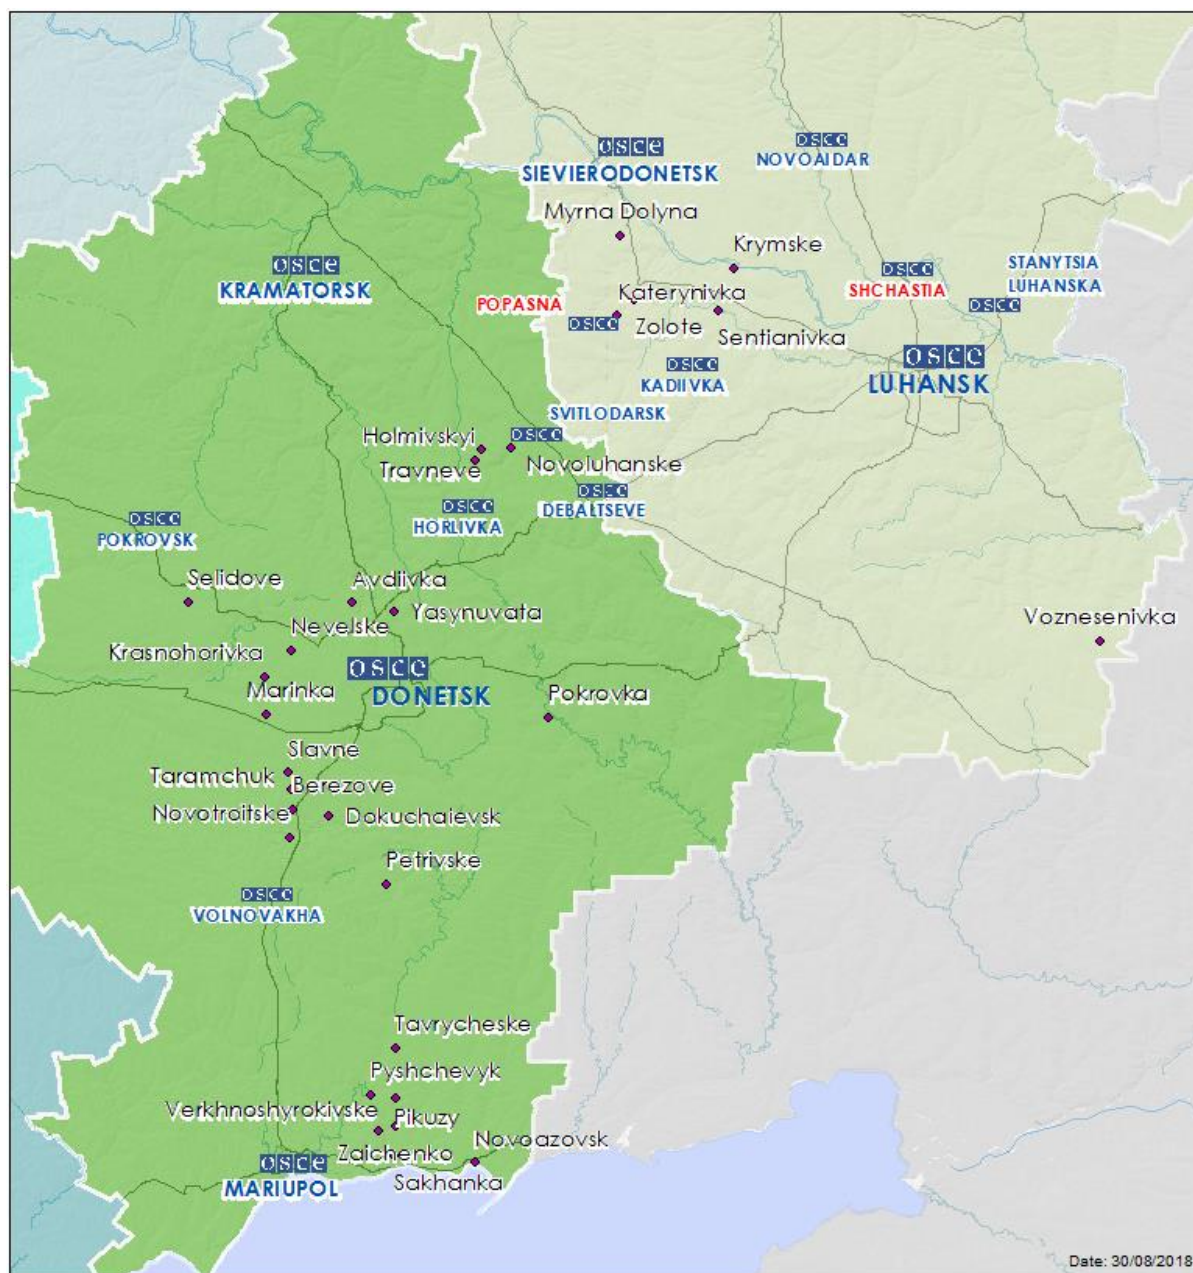 osce
SIEVIERODONETSK
osce
NOVOAIDAR
Myrna Dolyna
Krymske
osce
KRAMATORSK
osce
SHCHASTIA
STANYTSIA
LUHANSKA
osce
POPASNA
osce
Katerynivka
Zolote
Sentianivka
osce
KADIIVKA
osce
LUHANSK
SVITLODARSK
osce
Holmivskyi
Travneve
Novoluhanske
osce
HORLIVKA
osce
DEBALTSEVE
osce
POKROVSK
Selidove
Avdiivka
Yasynuvata
Nevelske
Krasnohorivka
Marinka
osce
DONETSK
Pokrovka
Voznesenivka
Slavne
Taramchuk
Berezove
Novotroitske
Dokuchaievsk
Petrivske
osce
VOLNOVAKHA
Tavrycheske
Pyshchevyk
Verkhnoshyrokivske
Pikuzy
Zaichenko
Novoazovsk
Sakhanka
osce
MARIUPOL
Date: 30/08/2018